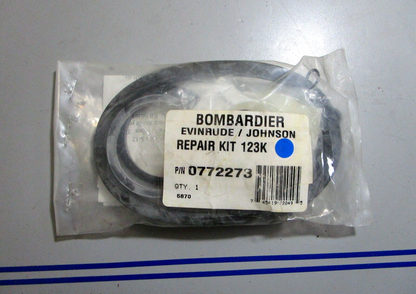 BOMBARDIER
EVINRUDE / JOHNSON
REPAIR KIT 123K
P/N 0772273
QTY. 1
5870